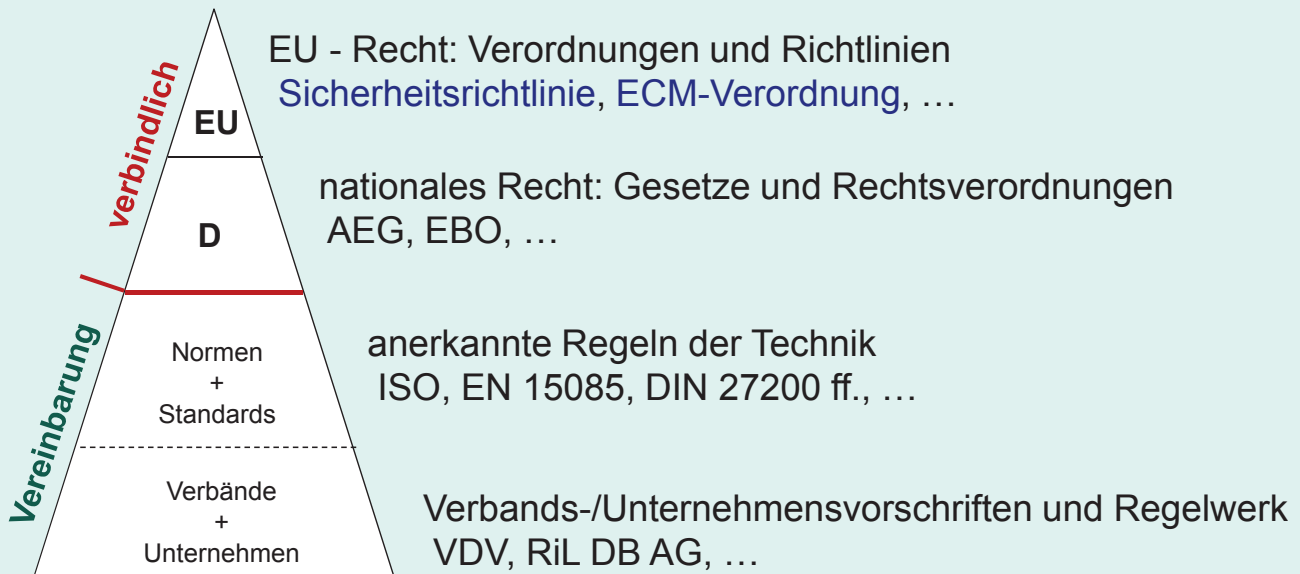 EU - Recht: Verordnungen und Richtlinien
Sicherheitsrichtlinie, ECM-Verordnung, …
verbindlich
EU
nationales Recht: Gesetze und Rechtsverordnungen
AEG, EBO, …
D
Vereinbarung
Normen
+
Standards
anerkannte Regeln der Technik
ISO, EN 15085, DIN 27200 ff., …
Verbände
+
Unternehmen
Verbands-/Unternehmensvorschriften und Regelwerk
VDV, RiL DB AG, …